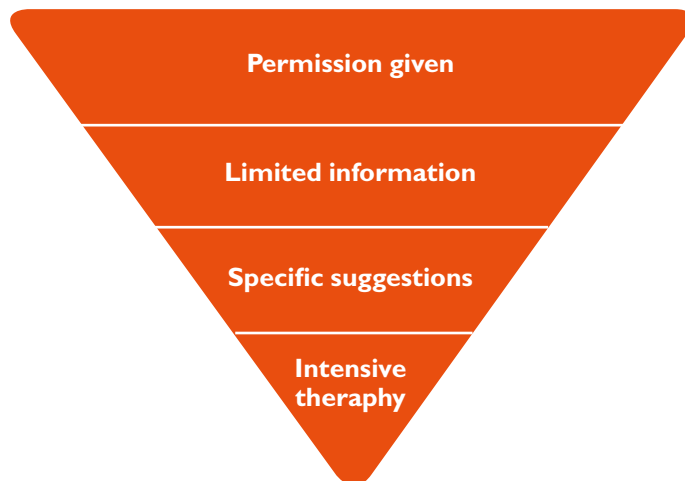 Permission given
Limited information
Specific suggestions
Intensive
theraphy